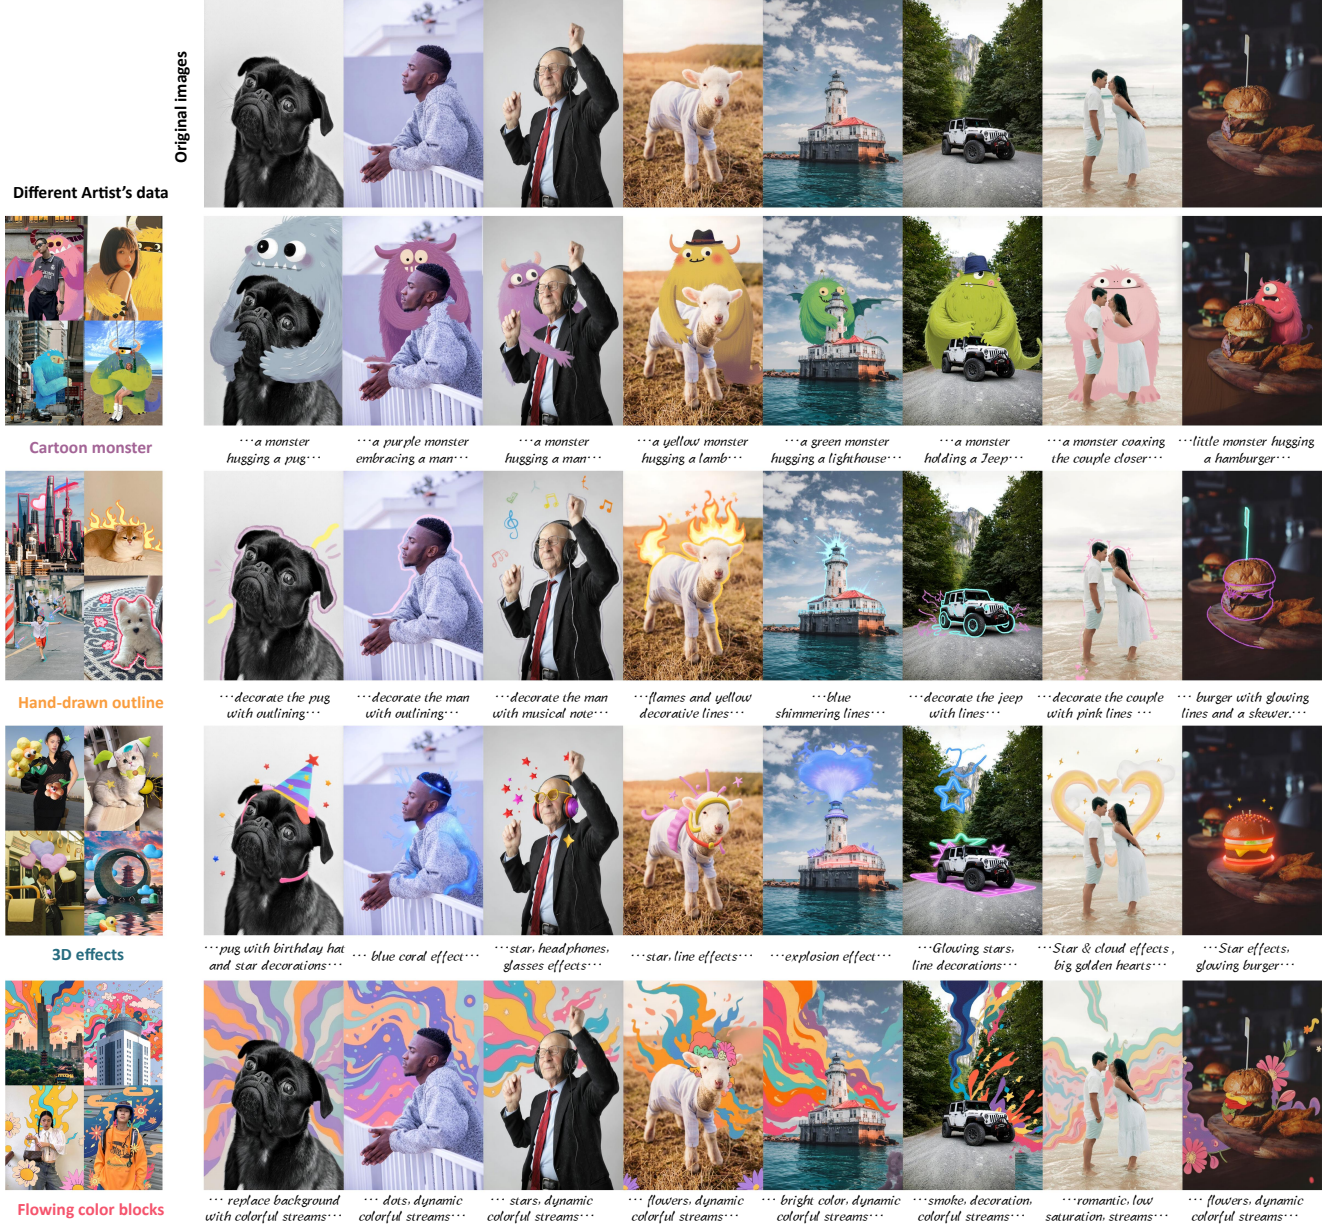 Original images
Different Artist's data
Cartoon monster
···a monster
hugging a pug···
···a purple monster
embracing a man···
···a monster
hugging a man···
···a yellow monster
hugging a lamb···
···a green monster
hugging a lighthouse···
···a monster
holding a Jeep···
···a monster coaxing
the couple closer···
···little monster hugging
a hamburger···
Hand-drawn outline
···decorate the pug
with outlining···
···decorate the man
with outlining···
···decorate the man
with musical note···
···flames and yellow
decorative lines···
···blue
shimmering lines···
···decorate the jeep
with lines···
···decorate the couple
with pink lines ···
··· burger with glowing
lines and a skewer.···
3D effects
···pug with birthday hat
and star decorations···
··· blue coral effect···
···star, headphones,
glasses effects···
···star, line effects···
···explosion effect···
···Glowing stars,
line decorations···
···Star & cloud effects ,
big golden hearts···
···Star effects,
glowing burger···
Flowing color blocks
··· replace background
with colorful streams···
··· dots, dynamic
colorful streams···
··· stars, dynamic
colorful streams···
··· flowers, dynamic
colorful streams···
··· bright color, dynamic
colorful streams···
···smoke, decoration,
colorful streams···
···romantic, low
saturation, streams···
··· flowers, dynamic
colorful streams···